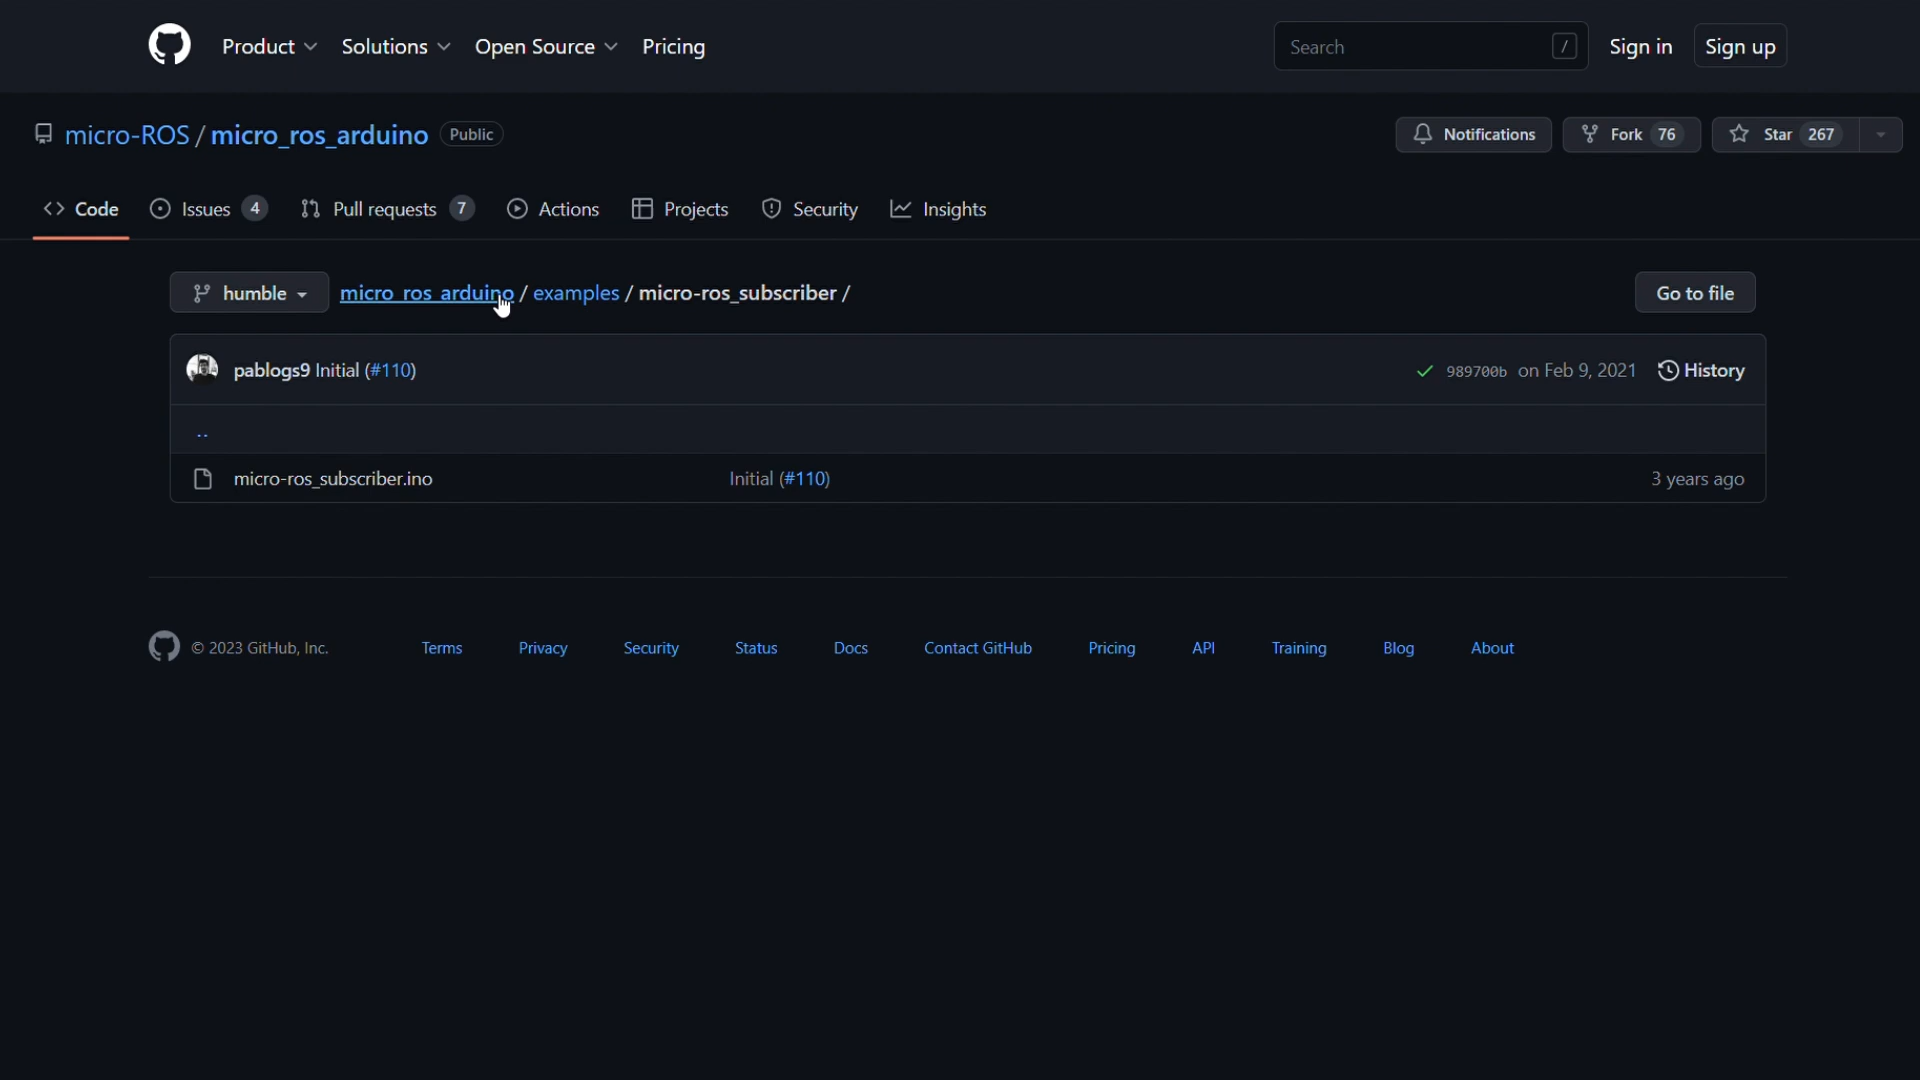 Product Solutions Open Source Pricing Search / Sign in Sign up
micro-ROS / micro_ros_arduino Public Notifications Fork 76 Star 267
Code Issues 4 Pull requests 7 Actions Projects Security Insights
humble micro_ros_arduino / examples / micro-ros_subscriber / Go to file
pablogs9 Initial (#110) 989700b on Feb 9, 2021 History
..
micro-ros_subscriber.ino Initial (#110) 3 years ago
© 2023 GitHub, Inc. Terms Privacy Security Status Docs Contact GitHub Pricing API Training Blog About